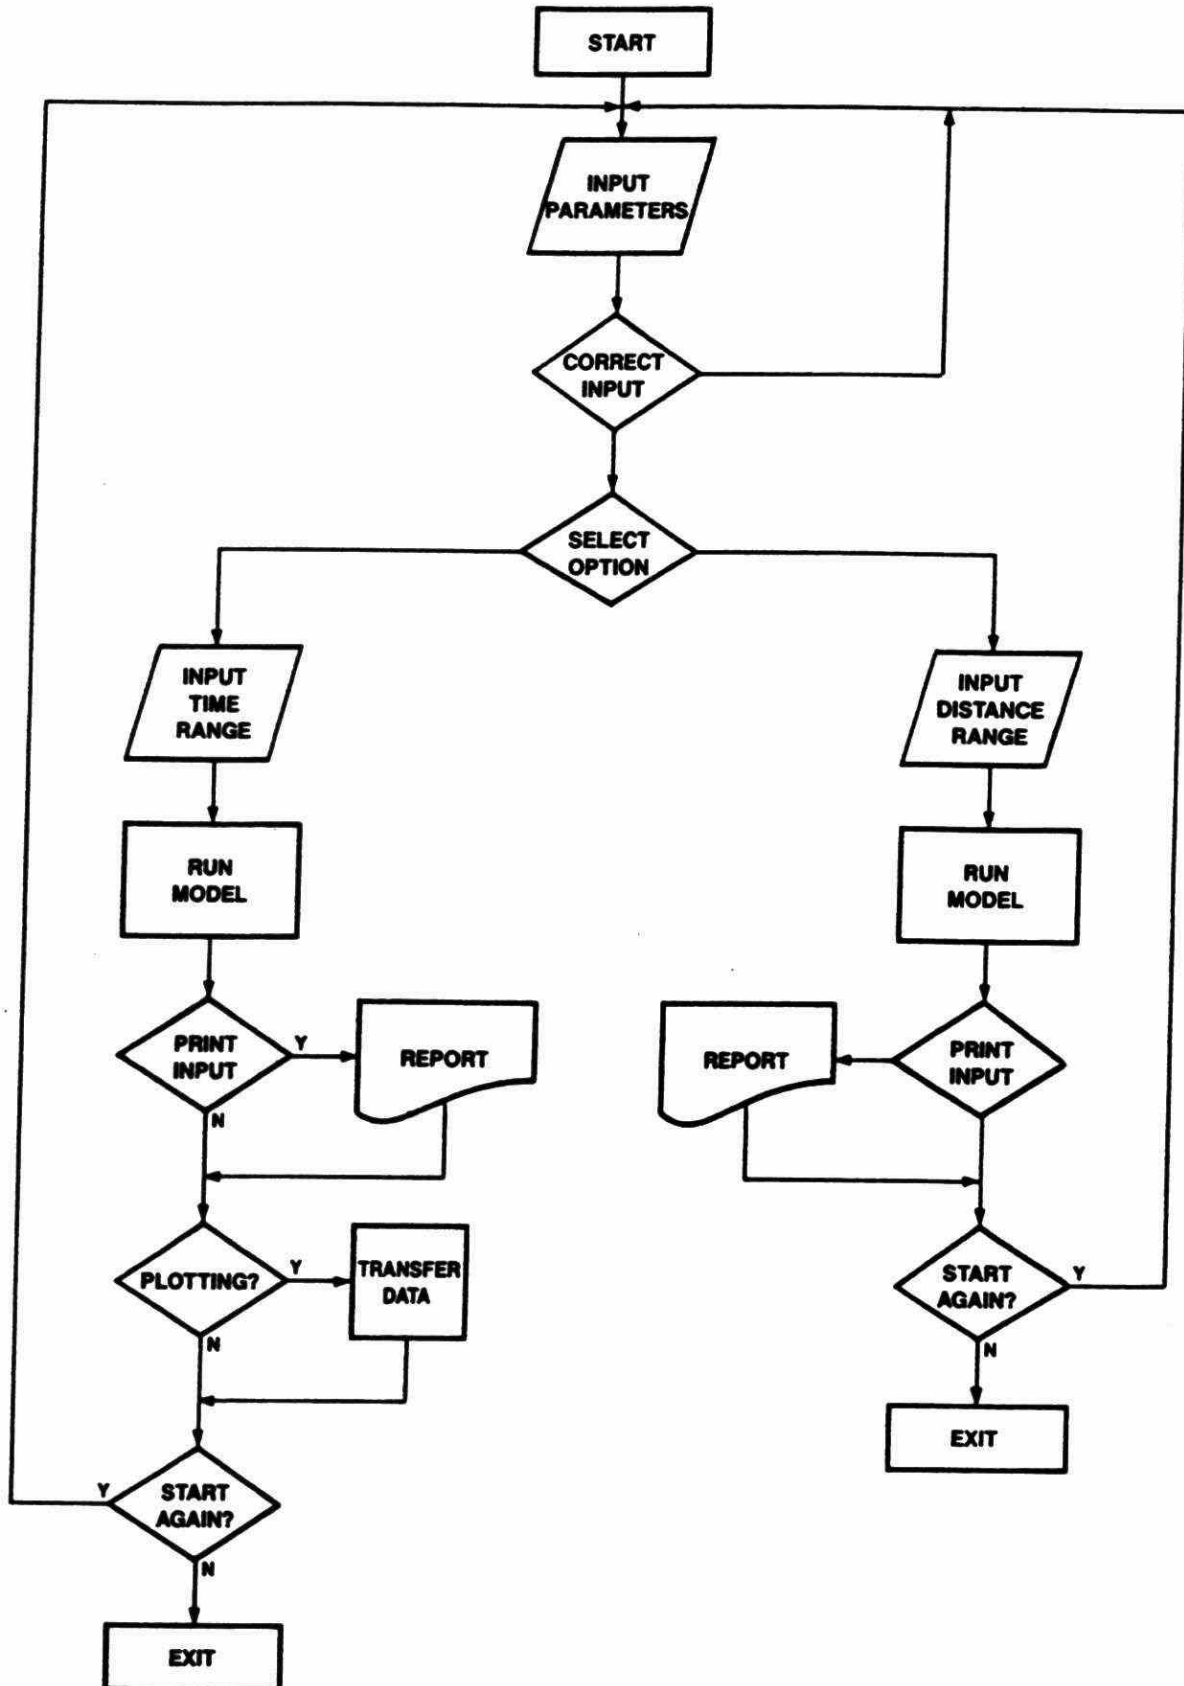 START
INPUT
PARAMETERS
CORRECT
INPUT
SELECT
OPTION
INPUT
TIME
RANGE
RUN
MODEL
PRINT
INPUT
Y
REPORT
N
PLOTTING?
Y
TRANSFER
DATA
N
START
AGAIN?
Y
N
EXIT
INPUT
DISTANCE
RANGE
RUN
MODEL
PRINT
INPUT
REPORT
START
AGAIN?
Y
N
EXIT